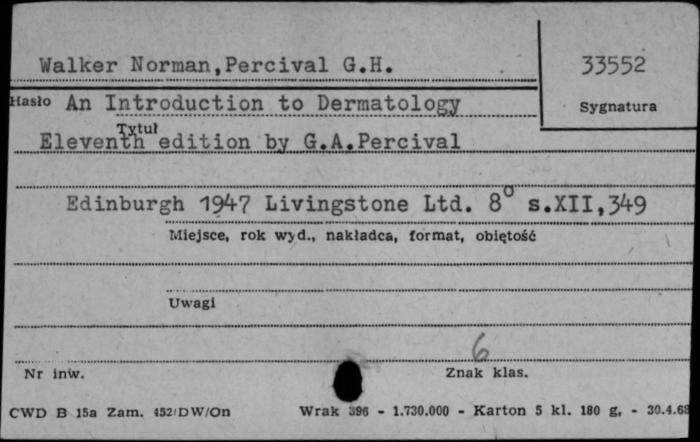 Walker Norman,Percival G.H.
33552
Hasło An Introduction to Dermatology
Sygnatura
Tytuł
Eleventh edition by G.A.Percival
Edinburgh 1947 Livingstone Ltd. 8° s.XII,349
Miejsce, rok wyd., nakładca, format, objętość
Uwagi
6
Nr inw.
Znak klas.
CWD B 15a Zam. 452/DW/On Wrak 396 - 1.730.000 - Karton 5 kl. 180 g, - 30.4.68